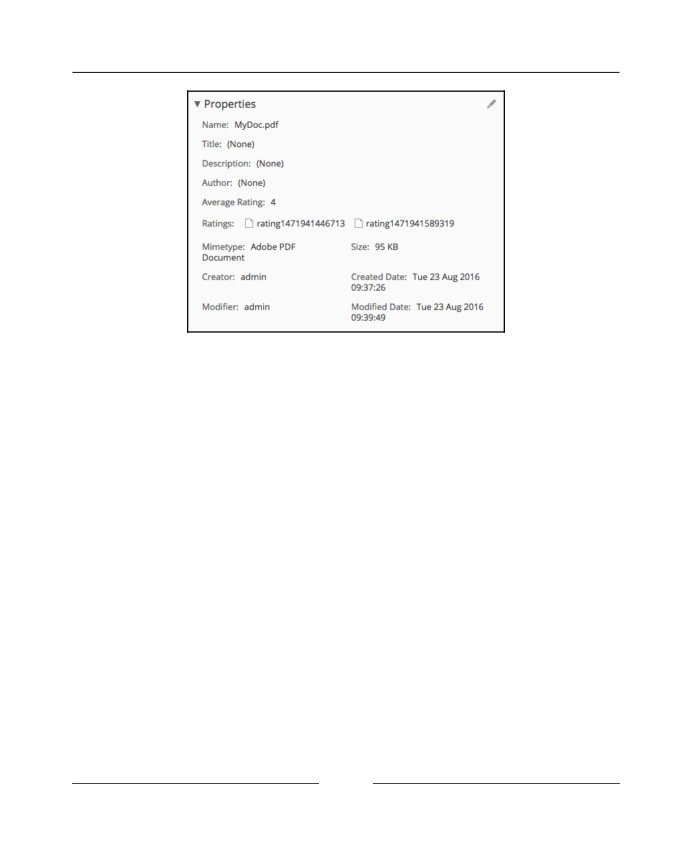 Properties
Name: MyDoc.pdf
Title: (None)
Description: (None)
Author: (None)
Average Rating: 4
Ratings: rating1471941446713 rating1471941589319
Mimetype: Adobe PDF
Document
Size: 95 KB
Creator: admin
Created Date: Tue 23 Aug 2016
09:37:26
Modifier: admin
Modified Date: Tue 23 Aug 2016
09:39:49